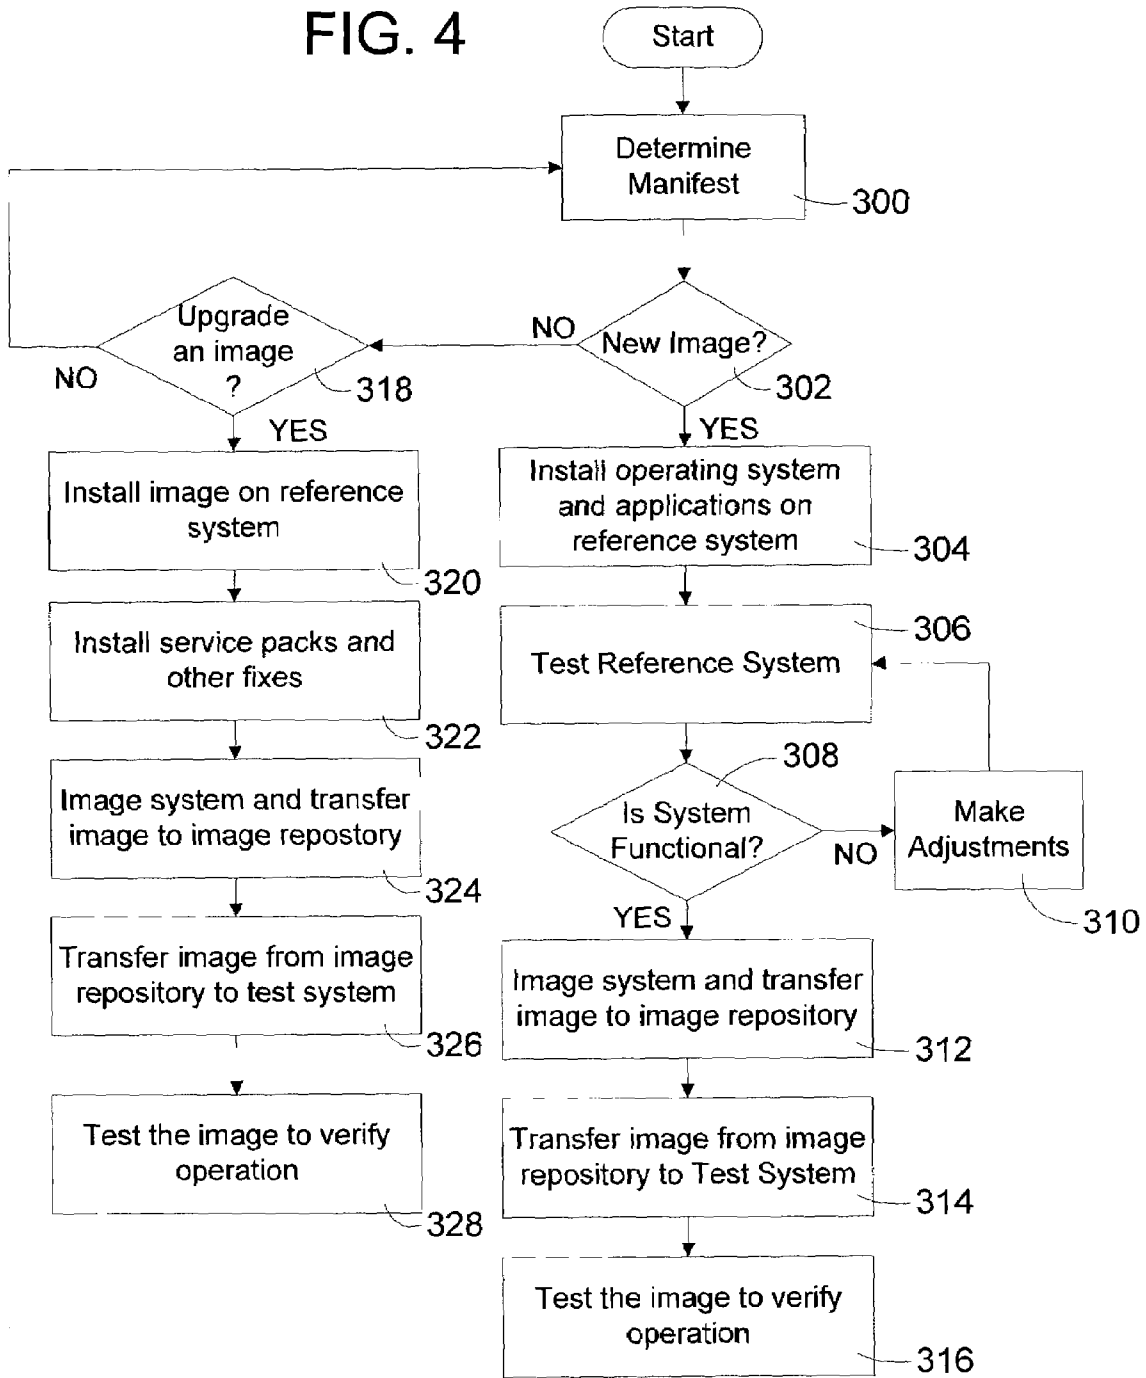 FIG. 4
Start
Determine
Manifest
300
New Image?
302
NO
YES
Upgrade
an image
?
318
NO
YES
Install image on reference
system
320
Install service packs and
other fixes
322
Image system and transfer
image to image repostory
324
Transfer image from image
repository to test system
326
Test the image to verify
operation
328
Install operating system
and applications on
reference system
304
306
Test Reference System
308
Is System
Functional?
NO
Make
Adjustments
310
YES
Image system and transfer
image to image repository
312
Transfer image from image
repository to Test System
314
Test the image to verify
operation
316